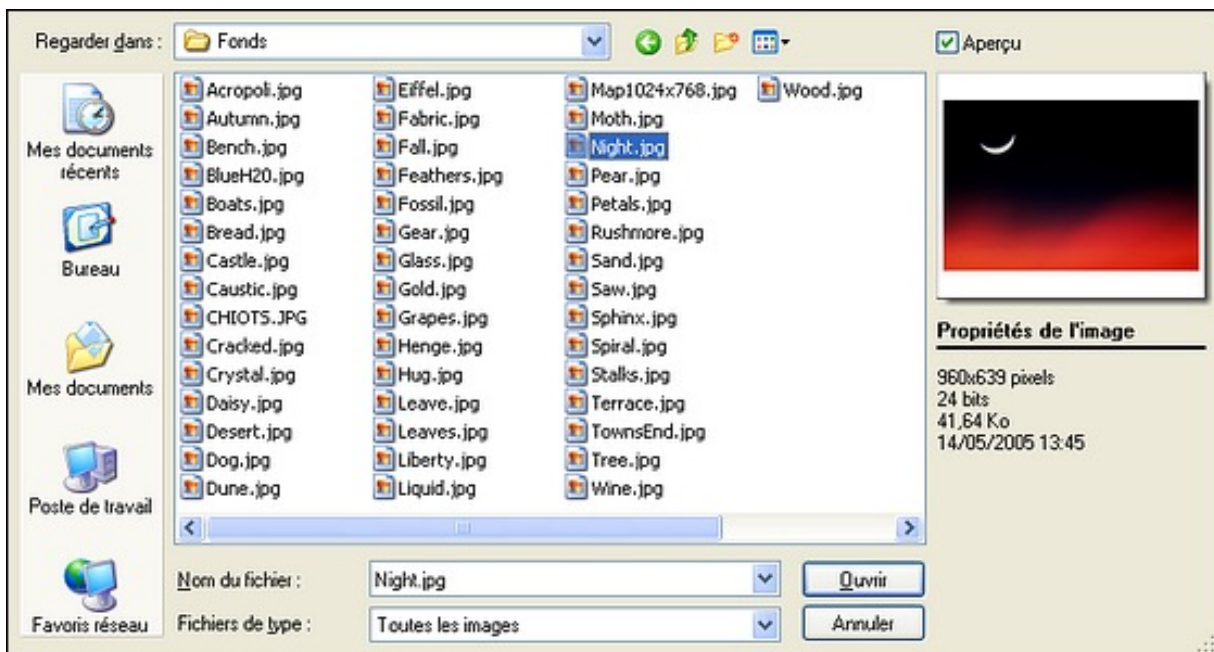 Regarder dans :
Fonds
Aperçu
Mes documents
récents
Bureau
Mes documents
Poste de travail
Favoris réseau
Acropoli.jpg
Autumn.jpg
Bench.jpg
BlueH20.jpg
Boats.jpg
Bread.jpg
Castle.jpg
Caustic.jpg
CHIOTS.JPG
Cracked.jpg
Crystal.jpg
Daisy.jpg
Desert.jpg
Dog.jpg
Dune.jpg
Eiffel.jpg
Fabric.jpg
Fall.jpg
Feathers.jpg
Fossil.jpg
Gear.jpg
Glass.jpg
Gold.jpg
Grapes.jpg
Henge.jpg
Hug.jpg
Leave.jpg
Leaves.jpg
Liberty.jpg
Liquid.jpg
Map1024x768.jpg
Moth.jpg
Night.jpg
Pear.jpg
Petals.jpg
Rushmore.jpg
Sand.jpg
Saw.jpg
Sphinx.jpg
Spiral.jpg
Stalks.jpg
Terrace.jpg
TownsEnd.jpg
Tree.jpg
Wine.jpg
Wood.jpg
Propriétés de l'image
960x639 pixels
24 bits
41,64 Ko
14/05/2005 13:45
Nom du fichier :
Night.jpg
Ouvrir
Fichiers de type :
Toutes les images
Annuler